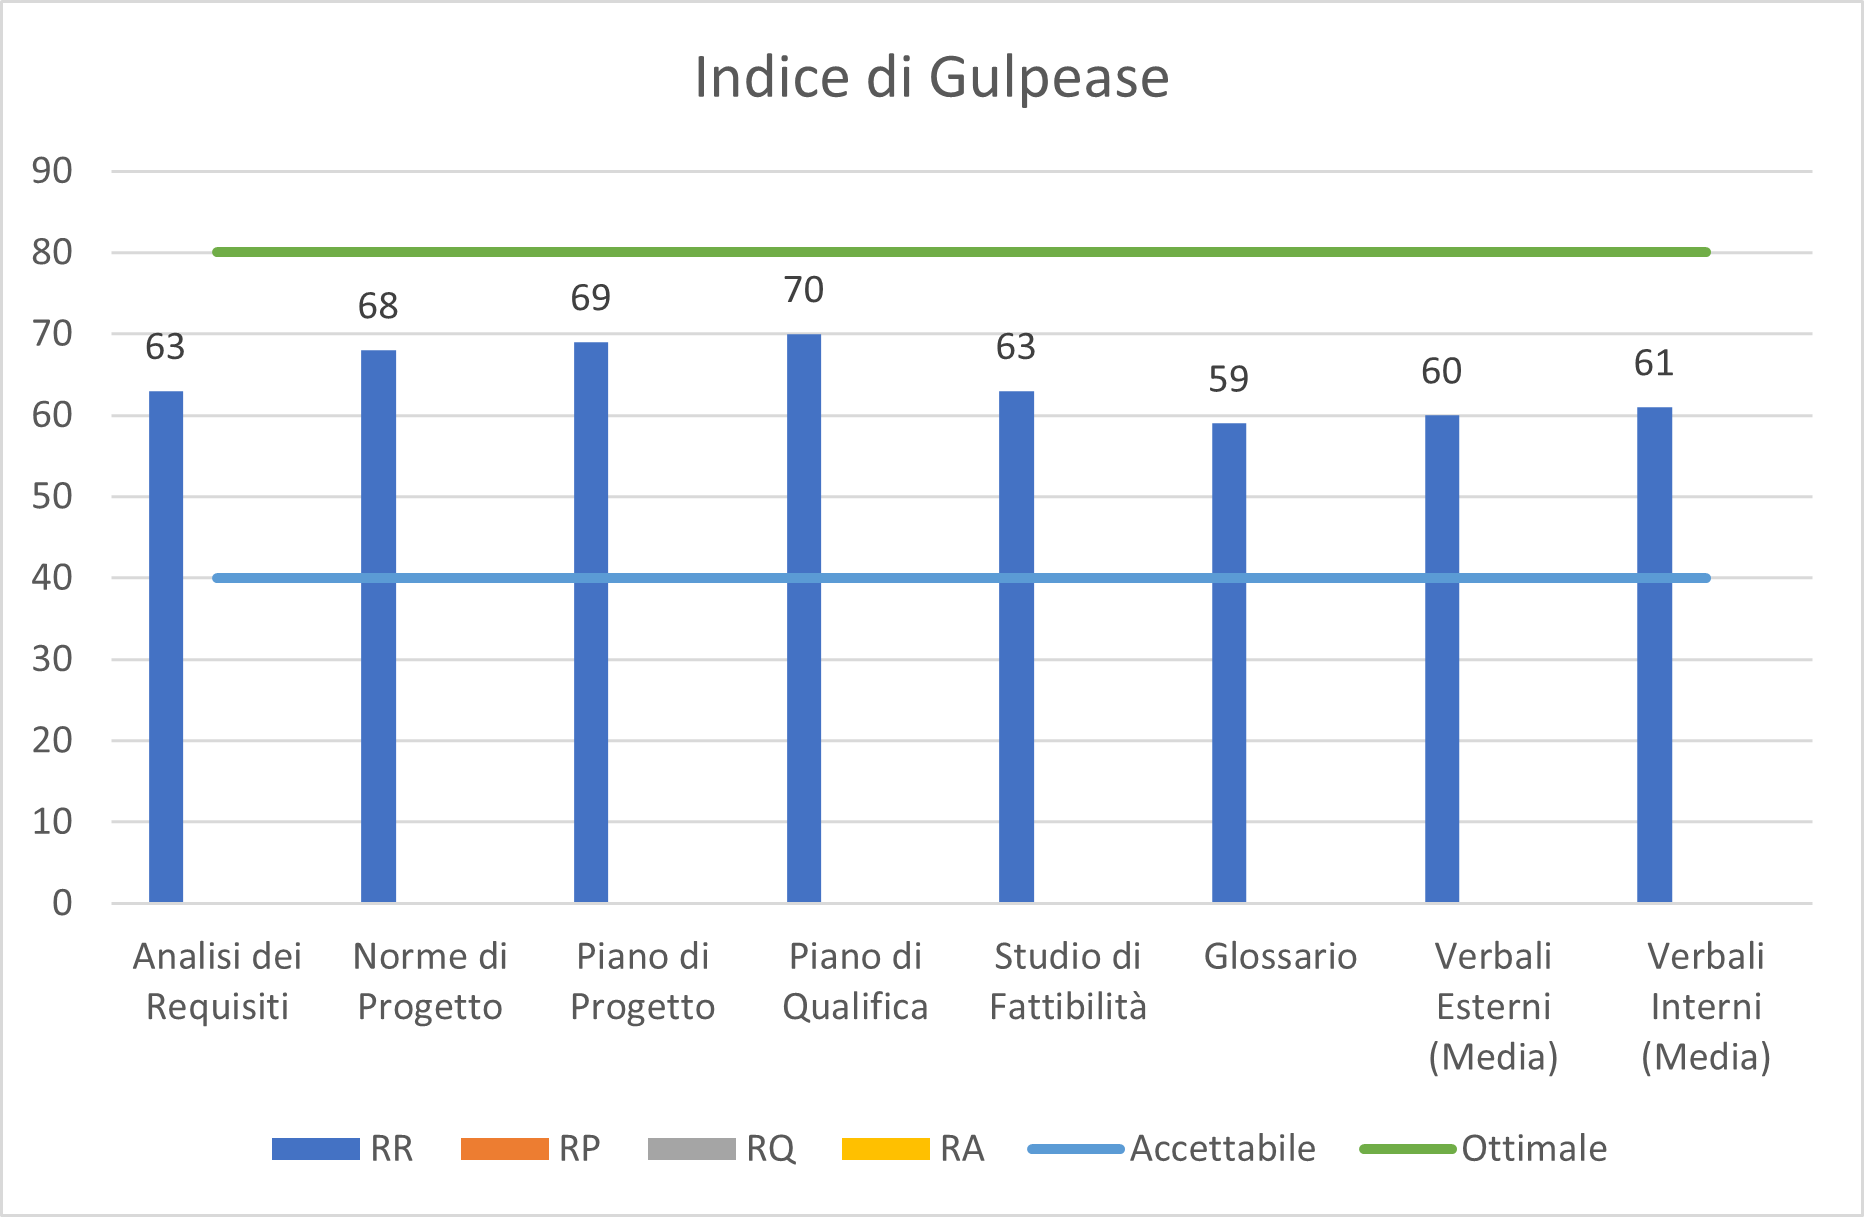 Indice di Gulpease
90
80
70
60
50
40
30
20
10
0
63
68
69
70
63
59
60
61
Analisi dei
Requisiti
Norme di
Progetto
Piano di
Progetto
Piano di
Qualifica
Studio di
Fattibilità
Glossario
Verbali
Esterni
(Media)
Verbali
Interni
(Media)
RR
RP
RQ
RA
Accettabile
Ottimale